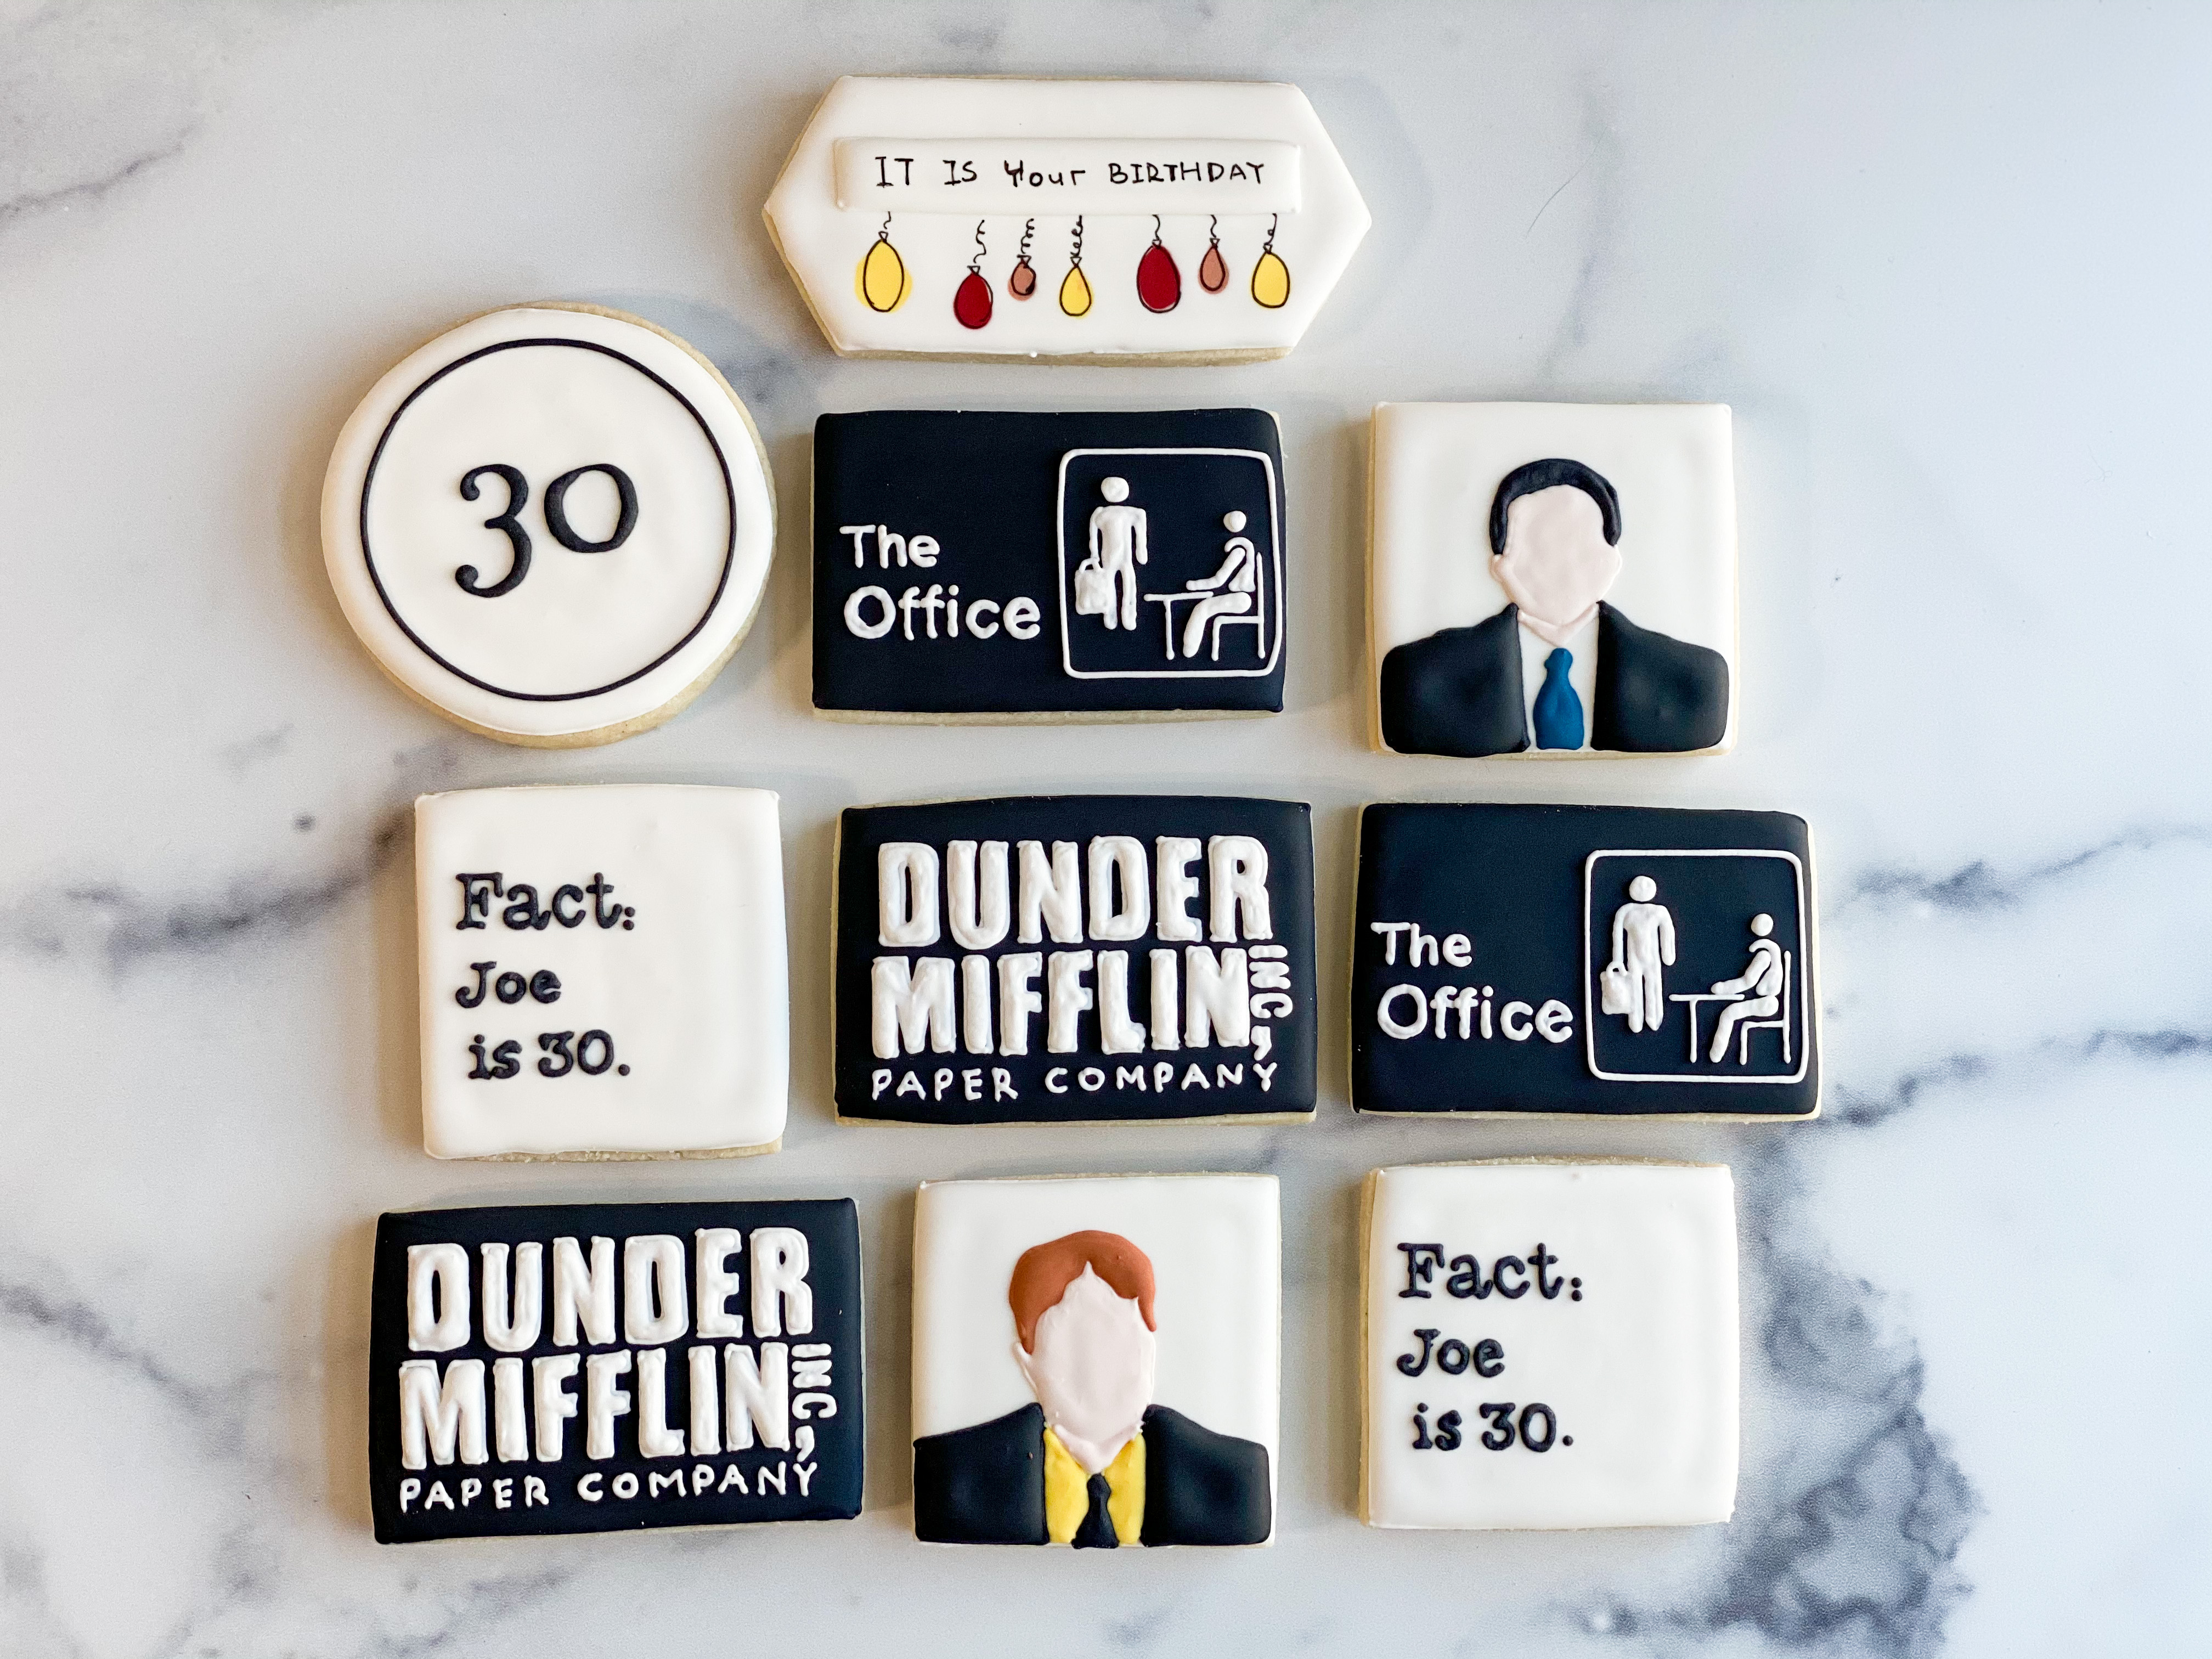 IT IS your BIRTHDAY
30
The
Office
Fact:
Joe
is 30.
DUNDER
MIFFLIN
INC,
PAPER COMPANY
The
Office
DUNDER
MIFFLIN
INC,
PAPER COMPANY
Fact:
Joe
is 30.